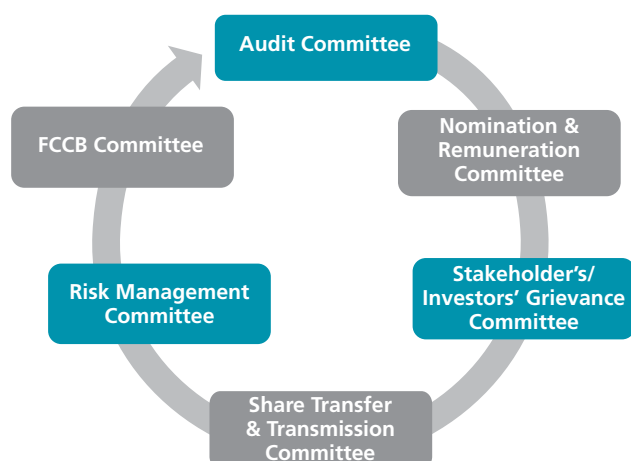 Audit Committee
Nomination &
Remuneration
Committee
Stakeholder's/
Investors' Grievance
Committee
Share Transfer
& Transmission
Committee
Risk Management
Committee
FCCB Committee